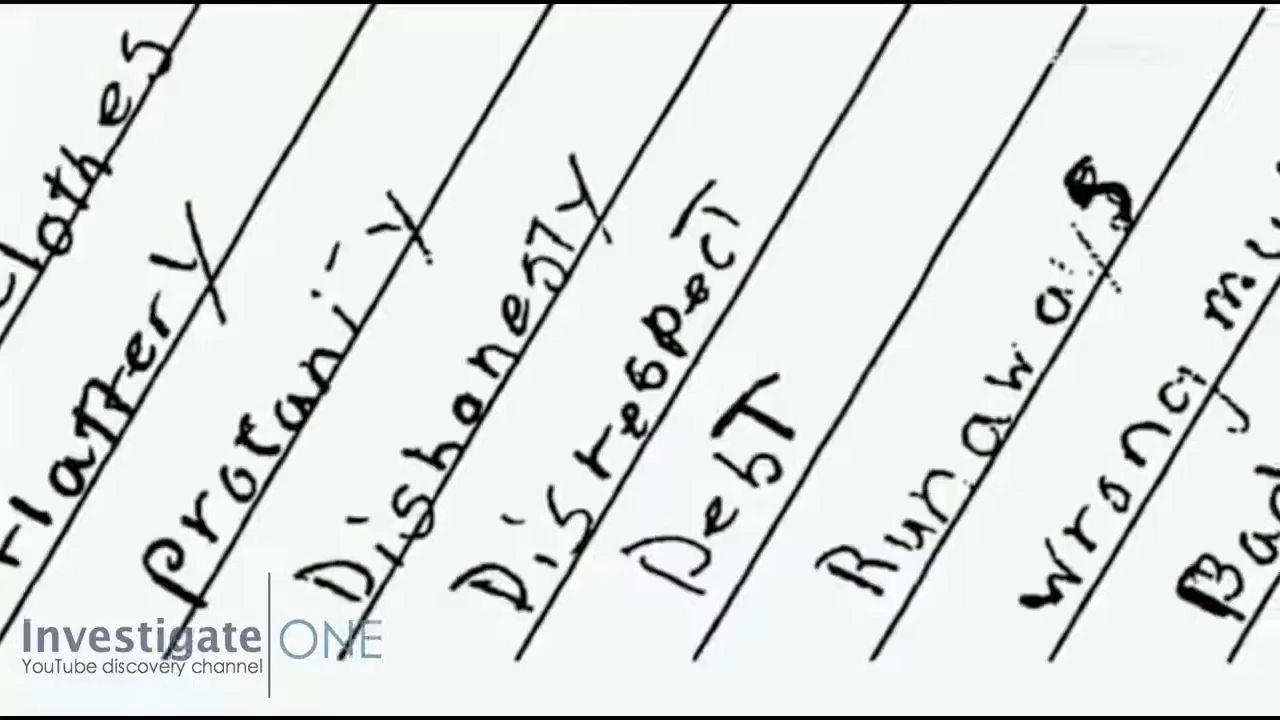 clothes
Flattery
Profanity
Dishonesty
Disrespect
Debt
Runaways
Wrong
Investigate ONE
YouTube discovery channel